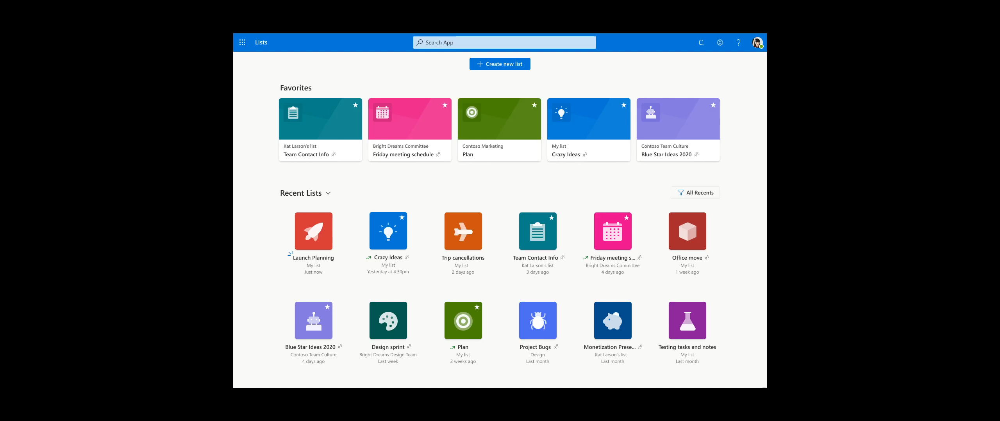 Lists
Search App
Create new list
Favorites
Kat Larson's list
Team Contact Info
Bright Dreams Committee
Friday meeting schedule
Contoso Marketing
Plan
My list
Crazy Ideas
Contoso Team Culture
Blue Star Ideas 2020
Recent Lists
All Recents
Launch Planning
My list
Just now
Crazy Ideas
My list
Yesterday at 4:30pm
Trip cancellations
My list
2 days ago
Team Contact Info
Kat Larson's list
3 days ago
Friday meeting s...
Bright Dreams Committee
4 days ago
Office move
My list
1 week ago
Blue Star Ideas 2020
Contoso Team Culture
4 days ago
Design sprint
Bright Dreams Design Team
Last week
Plan
My list
2 weeks ago
Project Bugs
Design
Last month
Monetization Prese...
Kat Larson's list
Last month
Testing tasks and notes
My list
Last month